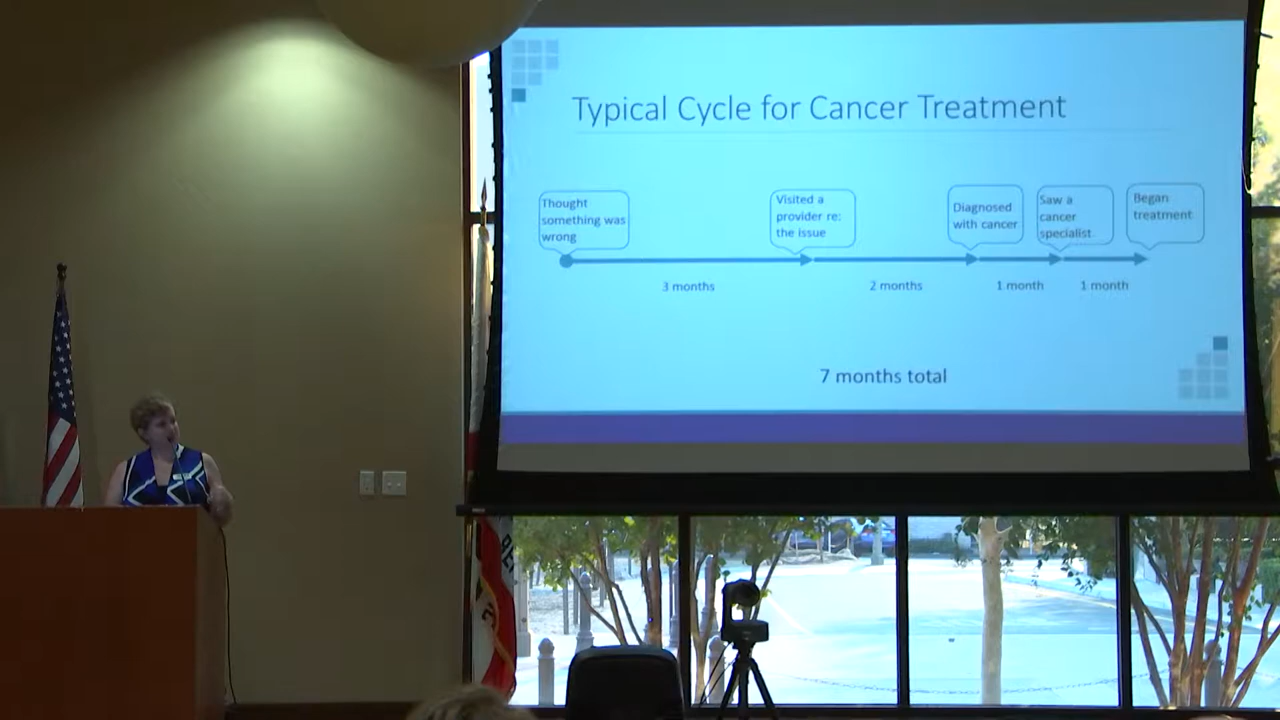 Typical Cycle for Cancer Treatment
Thought
something was
wrong
Visited a
provider re:
the issue
Diagnosed
with cancer
Saw a
cancer
specialist
Began
treatment
3 months
2 months
1 month
1 month
7 months total